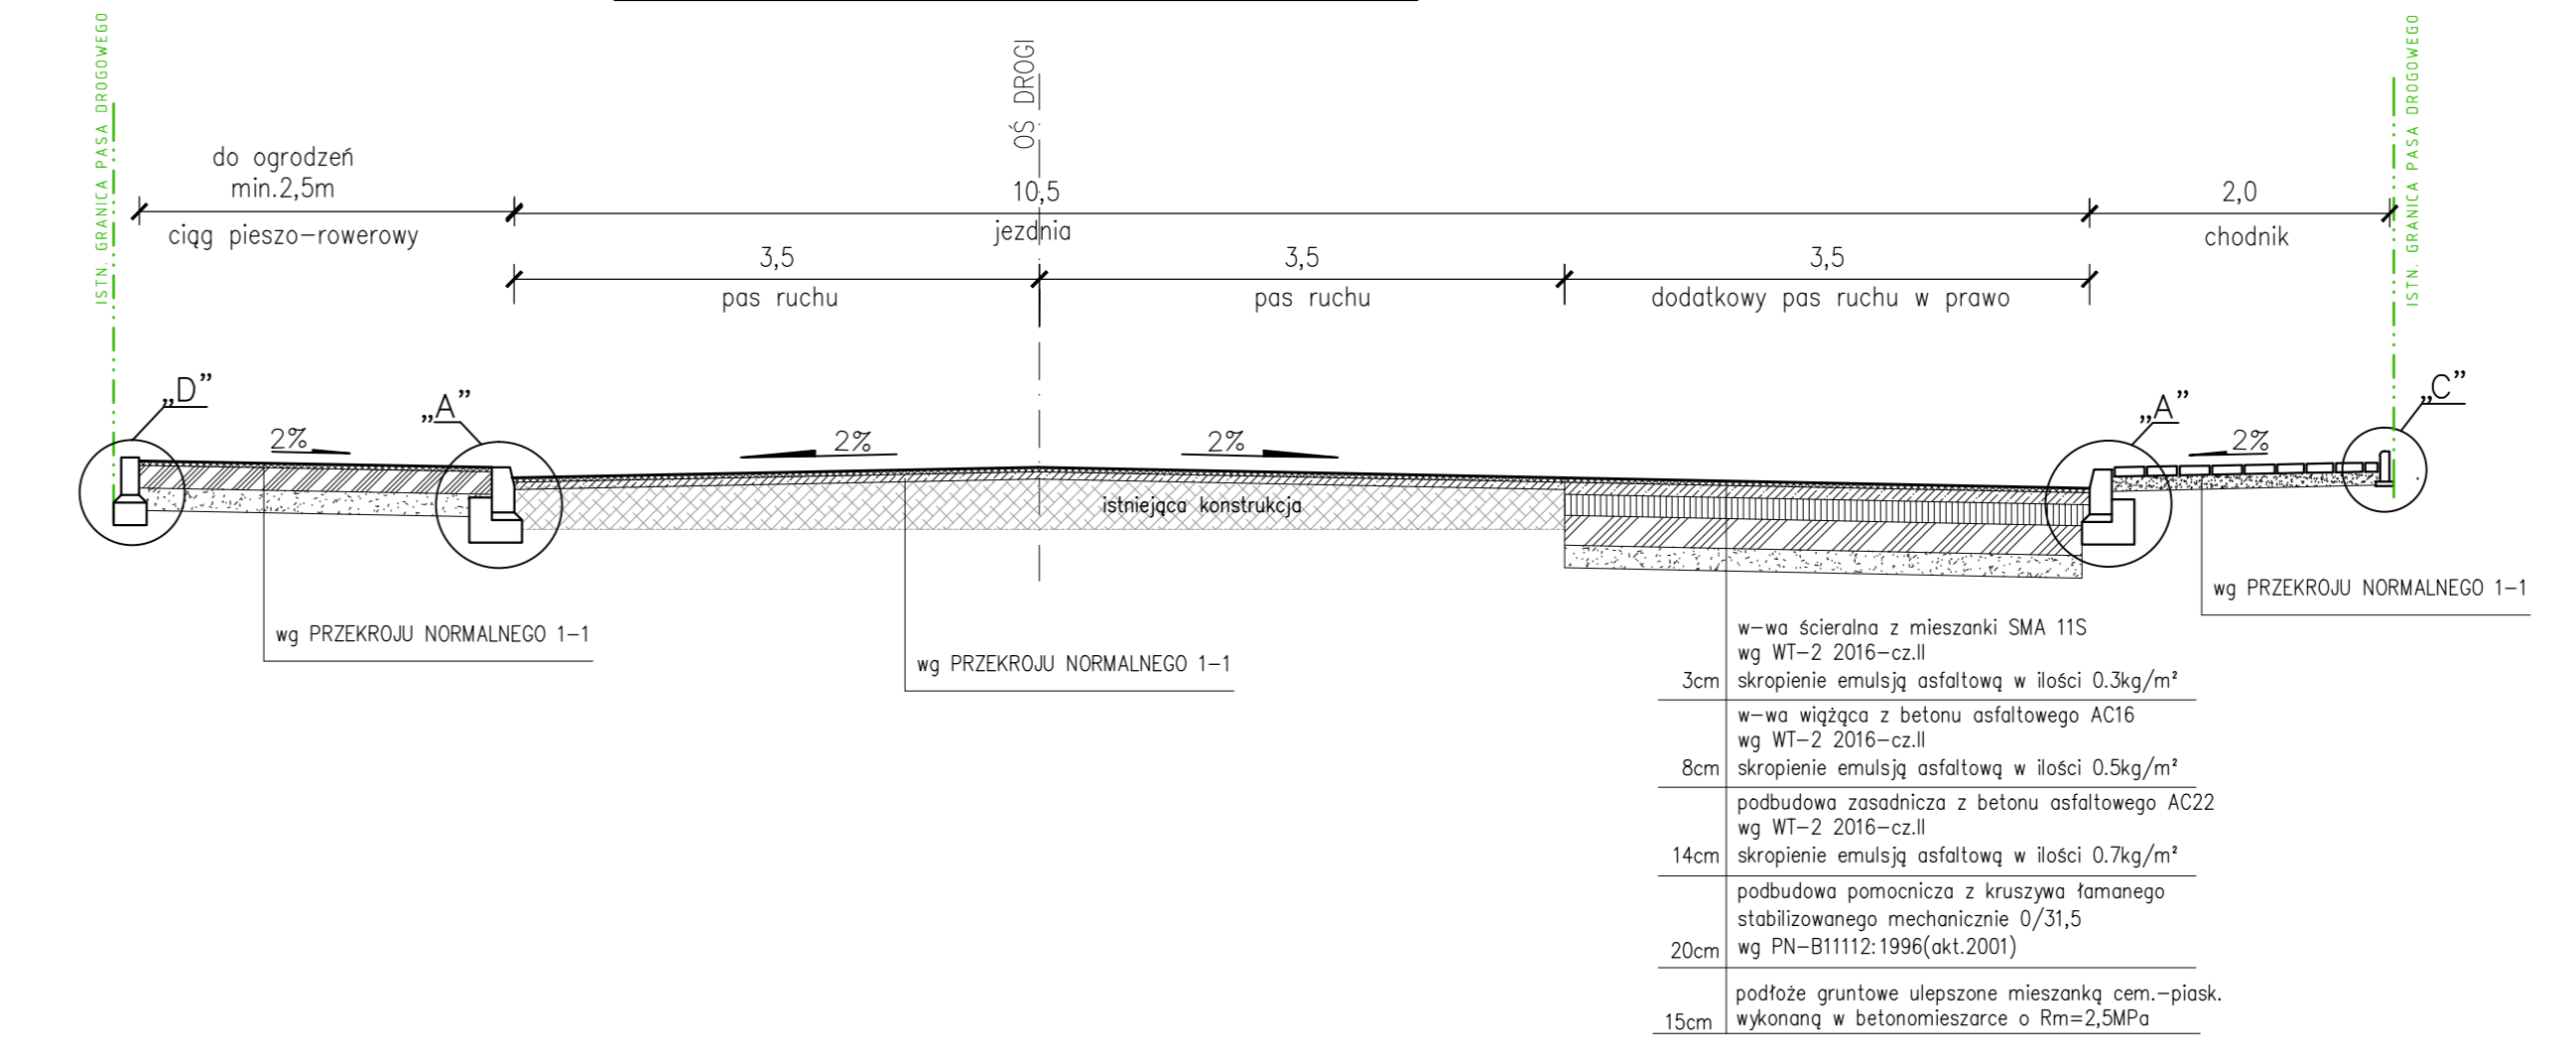 ISTN. GRANICA PASA DROGOWEGO
OŚ DROGI
ISTN. GRANICA PASA DROGOWEGO
do ogrodzeń
min.2,5m
ciąg pieszo-rowerowy
10,5
jezdnia
2,0
chodnik
3,5
pas ruchu
3,5
pas ruchu
3,5
dodatkowy pas ruchu w prawo
„D”
„A”
„A”
„C”
2%
2%
2%
2%
istniejąca konstrukcja
wg PRZEKROJU NORMALNEGO 1-1
wg PRZEKROJU NORMALNEGO 1-1
wg PRZEKROJU NORMALNEGO 1-1
w-wa ścieralna z mieszanki SMA 11S
wg WT-2 2016-cz.II
3cm skropienie emulsją asfaltową w ilości 0.3kg/m²
w-wa wiążąca z betonu asfaltowego AC16
wg WT-2 2016-cz.II
8cm skropienie emulsją asfaltową w ilości 0.5kg/m²
podbudowa zasadnicza z betonu asfaltowego AC22
wg WT-2 2016-cz.II
14cm skropienie emulsją asfaltową w ilości 0.7kg/m²
podbudowa pomocnicza z kruszywa łamanego
stabilizowanego mechanicznie 0/31,5
20cm wg PN-B11112:1996(akt.2001)
podłoże gruntowe ulepszone mieszanką cem.-piask.
15cm wykonaną w betonomieszarce o Rm=2,5MPa